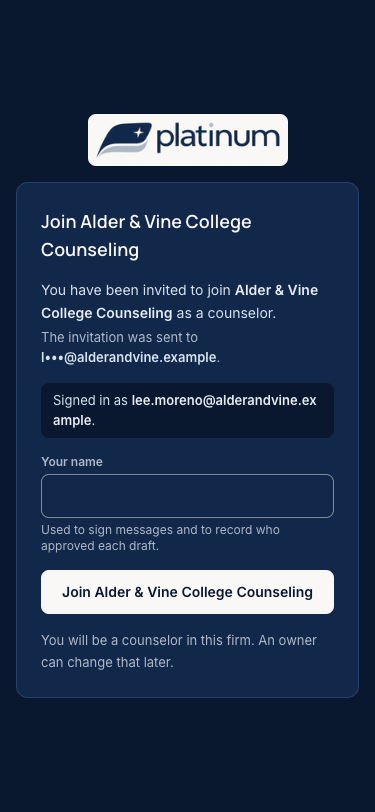 platinum
Join Alder & Vine College
Counseling
You have been invited to join Alder & Vine
College Counseling as a counselor.
The invitation was sent to
l•••@alderandvine.example.
Signed in as lee.moreno@alderandvine.ex
ample.
Your name
Used to sign messages and to record who
approved each draft.
Join Alder & Vine College Counseling
You will be a counselor in this firm. An owner
can change that later.